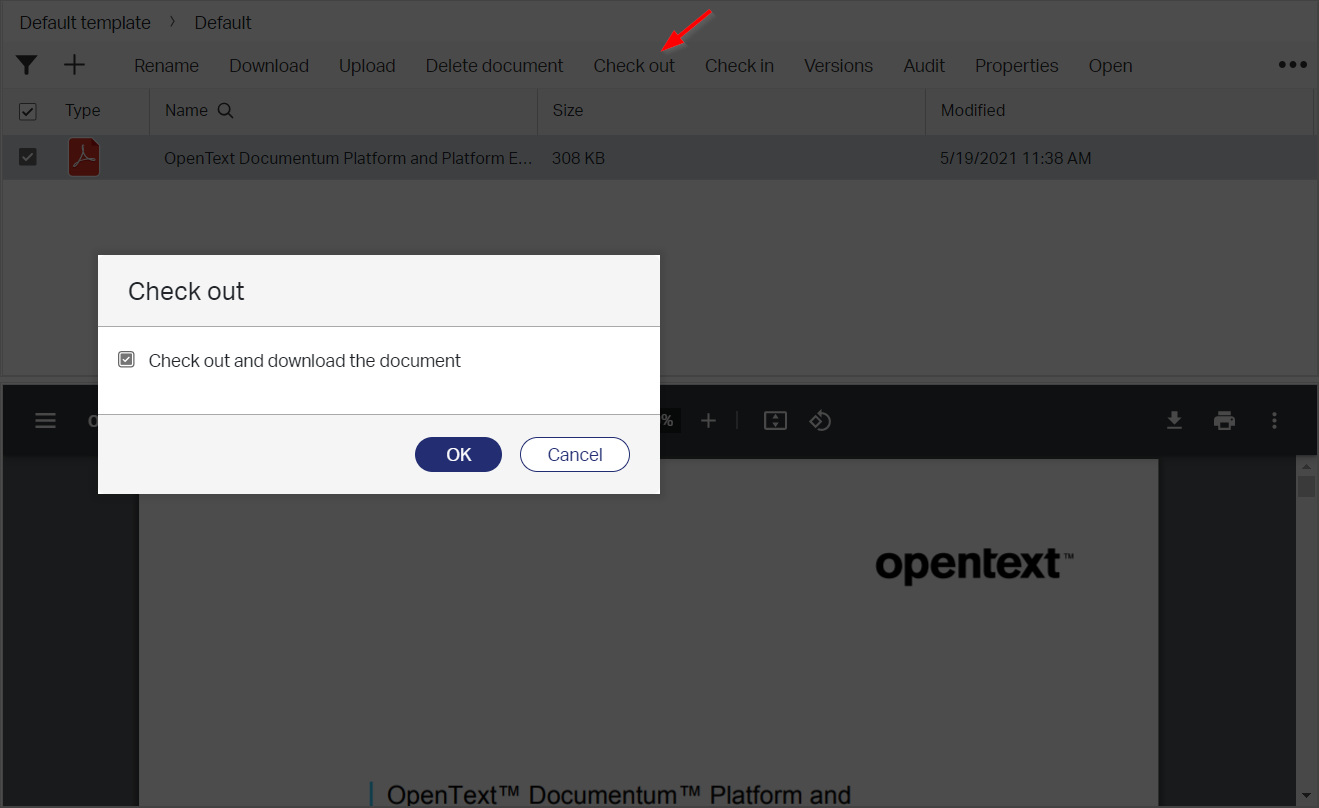 Default template > Default
Rename Download Upload Delete document Check out Check in Versions Audit Properties Open •••
Type Name Size Modified
OpenText Documentum Platform and Platform E... 308 KB 5/19/2021 11:38 AM
Check out
Check out and download the document
%
OK Cancel
opentext™
OpenText™ Documentum™ Platform and